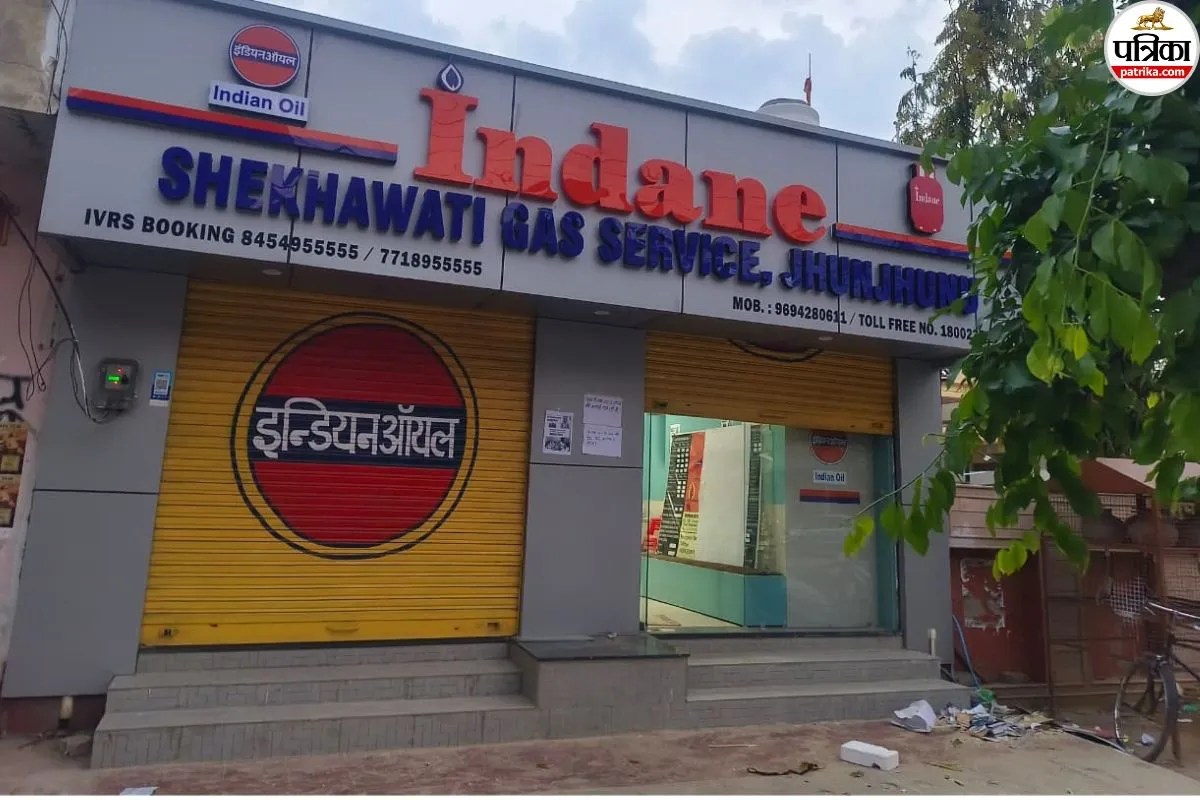 पत्रिका
patrika.com
इंडियनऑयल
Indian Oil
Indane
Indane
SHEKHAWATI GAS SERVICE, JHUNJHUNU
IVRS BOOKING 8454955555 / 7718955555
MOB. : 9694280611 / TOLL FREE NO. 18002
इन्डियनऑयल
Indian Oil